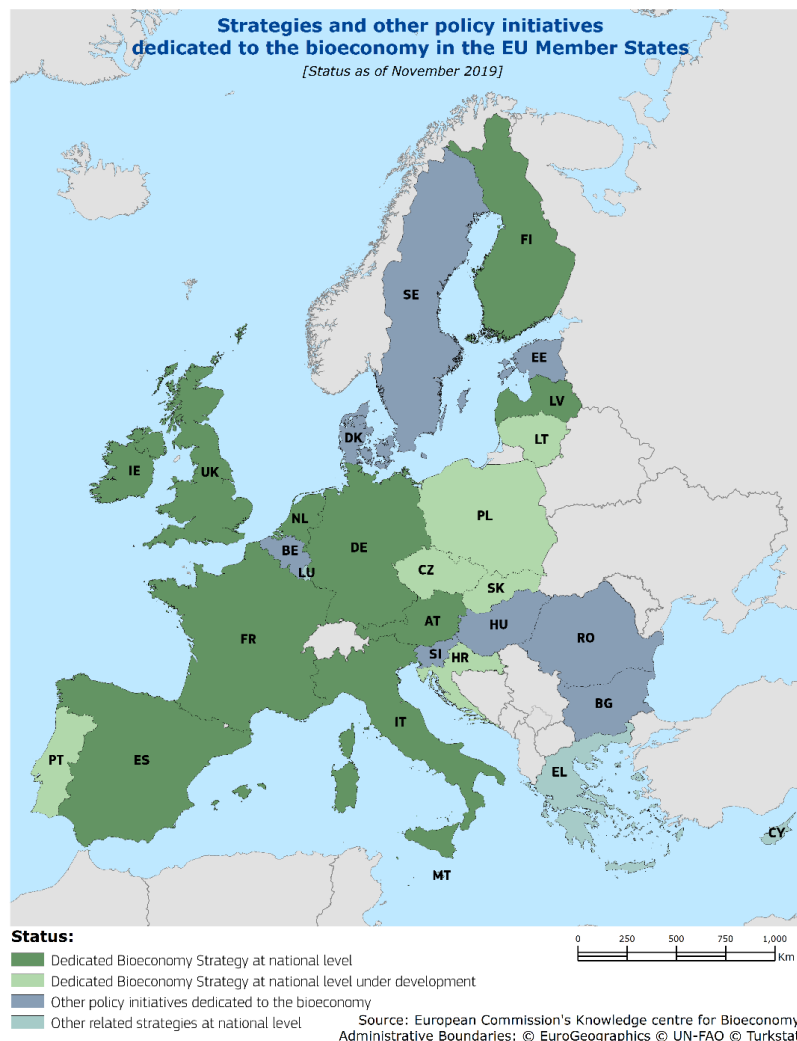 Strategies and other policy initiatives
dedicated to the bioeconomy in the EU Member States
[Status as of November 2019]
FI
SE
EE
LV
DK
LT
IE
UK
PL
NL
BE
DE
LU
CZ
SK
AT
HU
FR
RO
SI
HR
BG
IT
PT
ES
EL
CY
MT
Status:
Dedicated Bioeconomy Strategy at national level
Dedicated Bioeconomy Strategy at national level under development
Other policy initiatives dedicated to the bioeconomy
Other related strategies at national level
0 250 500 750 1,000
Km
Source: European Commission's Knowledge centre for Bioeconomy
Administrative Boundaries: © EuroGeographics © UN-FAO © Turkstat